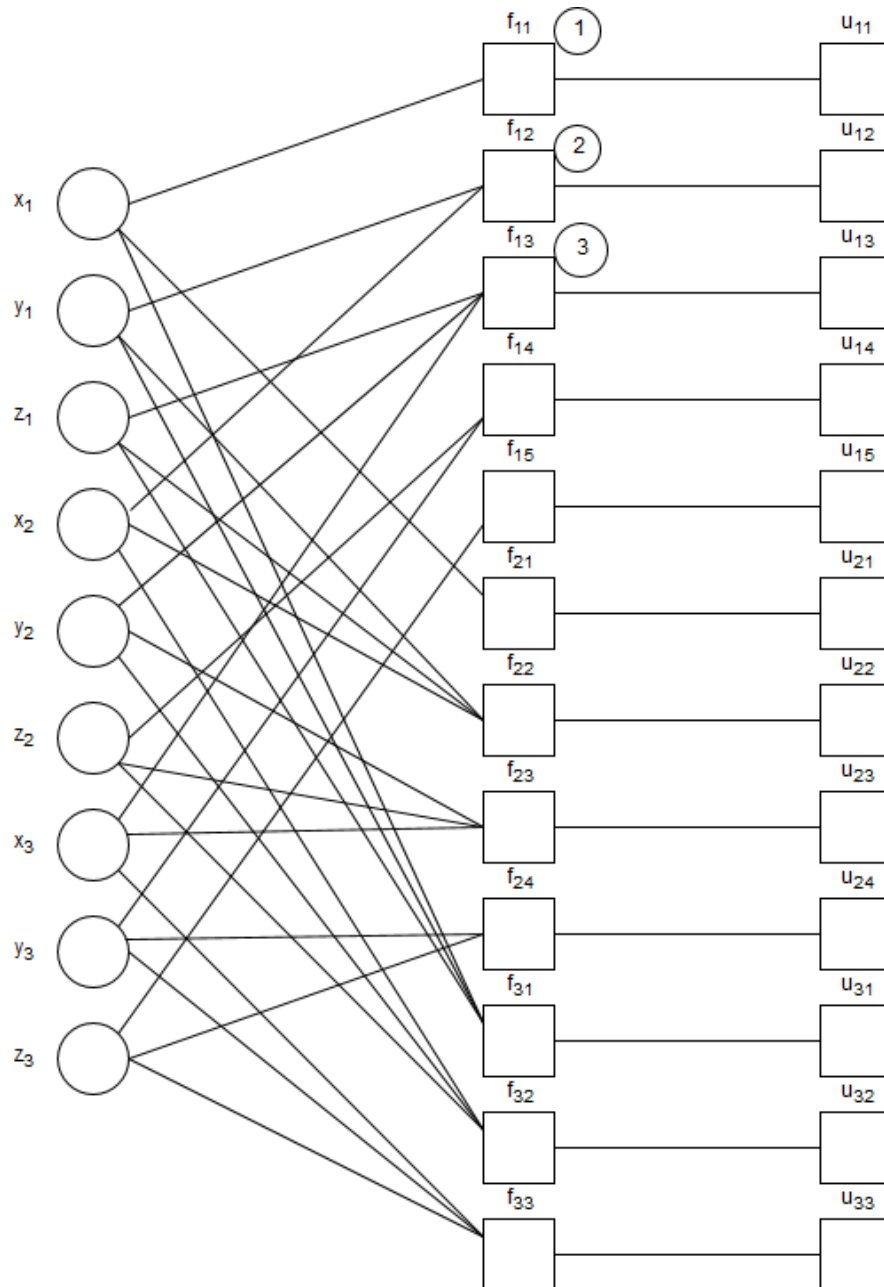 f₁₁ 1 u₁₁
f₁₂ 2 u₁₂
x₁
f₁₃ 3 u₁₃
y₁
f₁₄ u₁₄
z₁
f₁₅ u₁₅
x₂
f₂₁ u₂₁
y₂
f₂₂ u₂₂
z₂
f₂₃ u₂₃
x₃
f₂₄ u₂₄
y₃
f₃₁ u₃₁
z₃
f₃₂ u₃₂
f₃₃ u₃₃